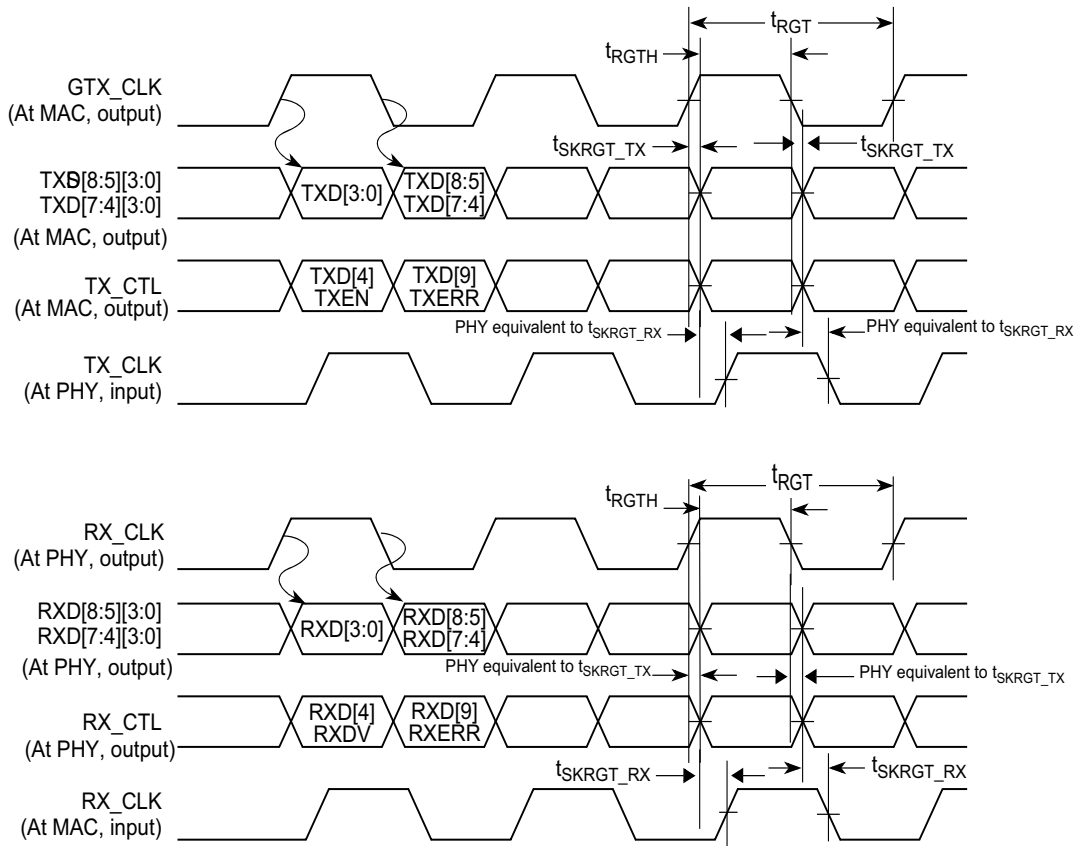 tRGT
tRGTH
GTX_CLK
(At MAC, output)
tSKRGT_TX
tSKRGT_TX
TXD[8:5][3:0]
TXD[7:4][3:0]
(At MAC, output)
TXD[3:0]
TXD[8:5]
TXD[7:4]
TX_CTL
(At MAC, output)
TXD[4]
TXEN
TXD[9]
TXERR
PHY equivalent to tSKRGT_RX
PHY equivalent to tSKRGT_RX
TX_CLK
(At PHY, input)
tRGT
tRGTH
RX_CLK
(At PHY, output)
RXD[8:5][3:0]
RXD[7:4][3:0]
(At PHY, output)
RXD[3:0]
RXD[8:5]
RXD[7:4]
PHY equivalent to tSKRGT_TX
PHY equivalent to tSKRGT_TX
RX_CTL
(At PHY, output)
RXD[4]
RXDV
RXD[9]
RXERR
tSKRGT_RX
tSKRGT_RX
RX_CLK
(At MAC, input)